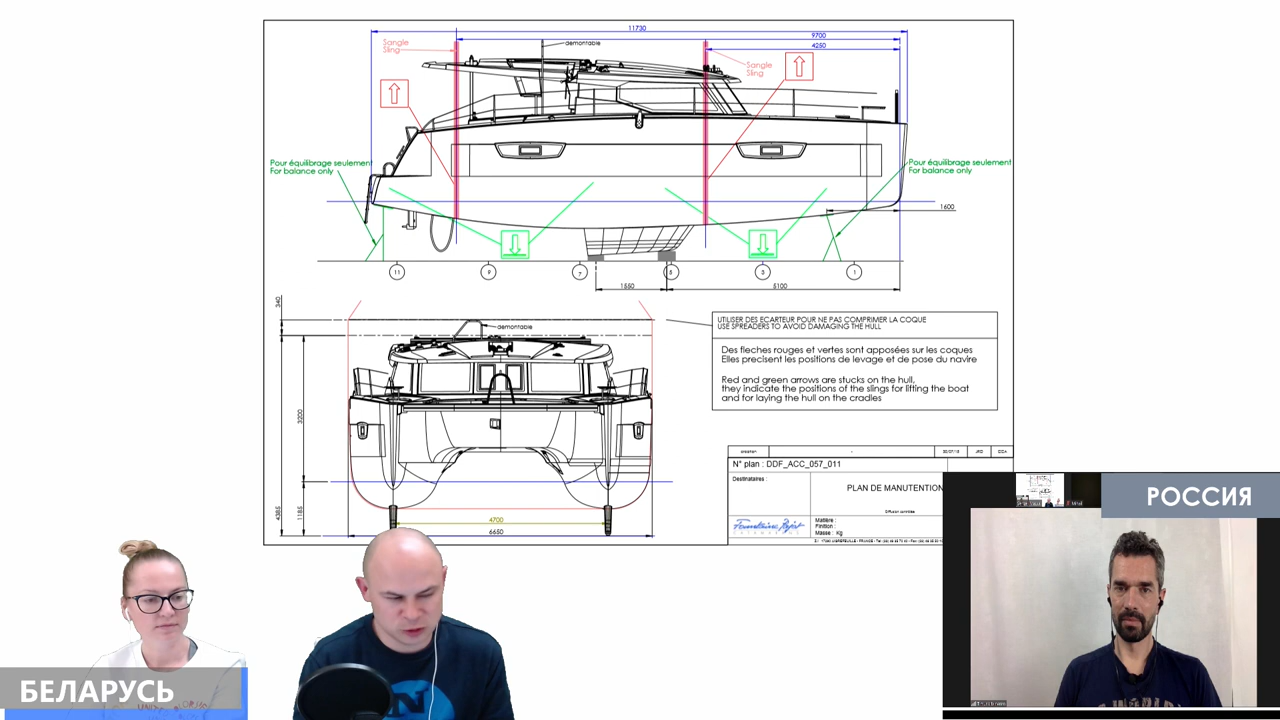 11730
9700
4250
Sangle
Sling
demontable
Sangle
Sling
Pour équilibrage seulement
For balance only
Pour équilibrage seulement
For balance only
1600
11
9
7
5
3
1
1550
5100
340
demontable
3200
4385
1185
4700
6650
UTILISER DES ECARTEUR POUR NE PAS COMPRIMER LA COQUE
USE SPREADERS TO AVOID DAMAGING THE HULL
Des fleches rouges et vertes sont apposées sur les coques
Elles precisent les positions de levage et de pose du navire
Red and green arrows are stucks on the hull,
they indicate the positions of the slings for lifting the boat
and for laying the hull on the cradles
N° plan : DDF_ACC_057_011
Destinataires :
PLAN DE MANUTENTION
Diffusion contrôlée
Fountaine Pajot
Matière :
Finition :
Masse : Kg
РОССИЯ
БЕЛАРУСЬ